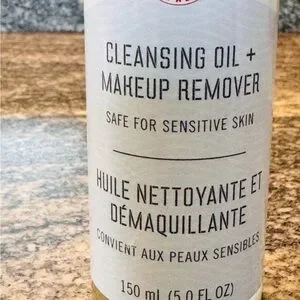 CLEANSING OIL +
MAKEUP REMOVER
SAFE FOR SENSITIVE SKIN
HUILE NETTOYANTE ET
DÉMAQUILLANTE
CONVIENT AUX PEAUX SENSIBLES
150 ml (5.0 FL OZ)